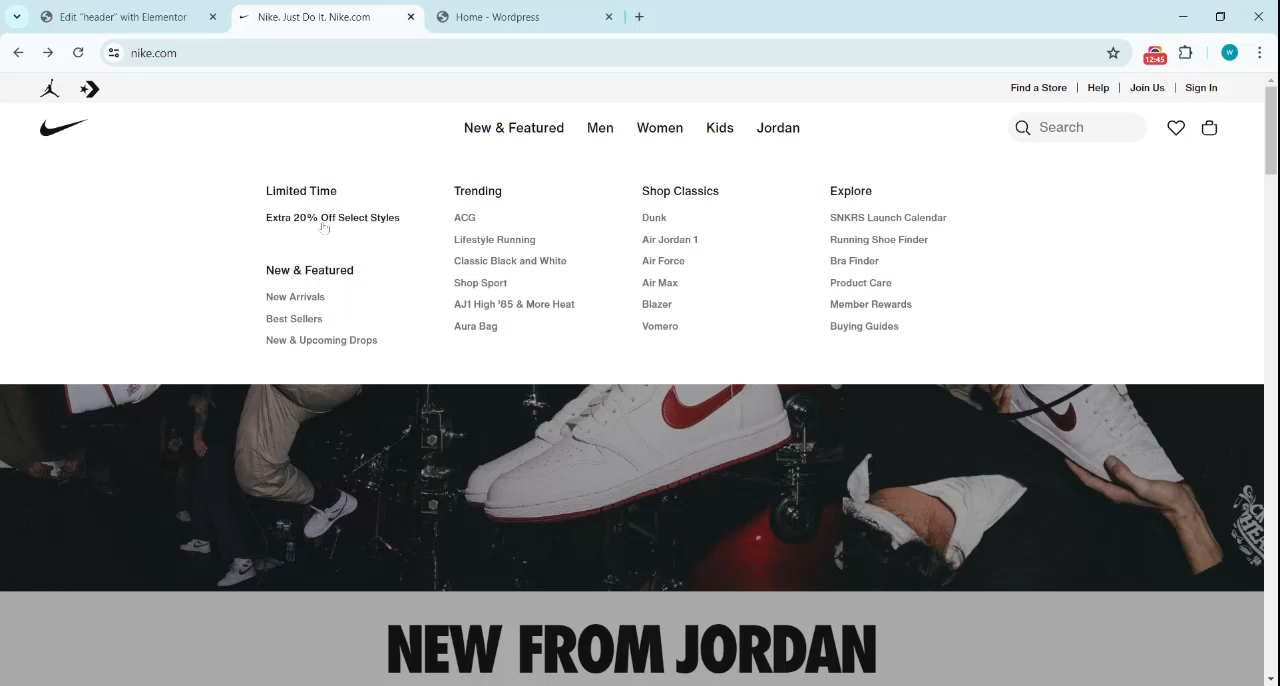 Edit "header" with Elementor
Nike. Just Do It. Nike.com
Home - Wordpress
nike.com
12:45
W
Find a Store
Help
Join Us
Sign In
New & Featured
Men
Women
Kids
Jordan
Search
Limited Time
Extra 20% Off Select Styles
New & Featured
New Arrivals
Best Sellers
New & Upcoming Drops
Trending
ACG
Lifestyle Running
Classic Black and White
Shop Sport
AJ1 High '85 & More Heat
Aura Bag
Shop Classics
Dunk
Air Jordan 1
Air Force
Air Max
Blazer
Vomero
Explore
SNKRS Launch Calendar
Running Shoe Finder
Bra Finder
Product Care
Member Rewards
Buying Guides
NEW FROM JORDAN